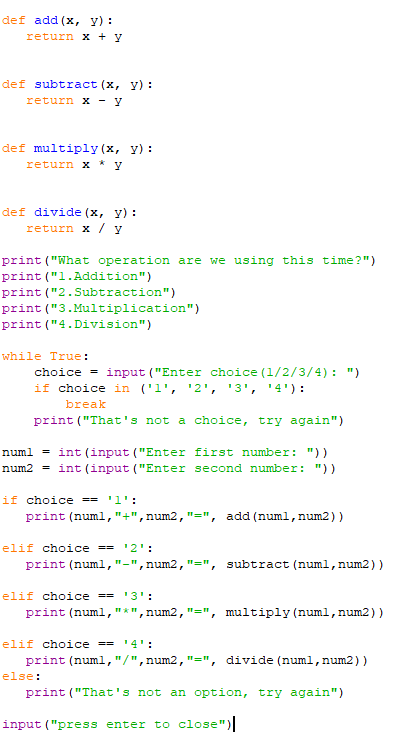 def add(x, y):
   return x + y
def subtract(x, y):
   return x - y
def multiply(x, y):
   return x * y
def divide(x, y):
   return x / y
print("What operation are we using this time?")
print("1.Addition")
print("2.Subtraction")
print("3.Multiplication")
print("4.Division")
while True:
    choice = input("Enter choice(1/2/3/4): ")
    if choice in ('1', '2', '3', '4'):
        break
    print("That's not a choice, try again")
num1 = int(input("Enter first number: "))
num2 = int(input("Enter second number: "))
if choice == '1':
   print(num1,"+",num2,"=", add(num1,num2))
elif choice == '2':
   print(num1,"-",num2,"=", subtract(num1,num2))
elif choice == '3':
   print(num1,"*",num2,"=", multiply(num1,num2))
elif choice == '4':
   print(num1,"/",num2,"=", divide(num1,num2))
else:
   print("That's not an option, try again")
input("press enter to close")